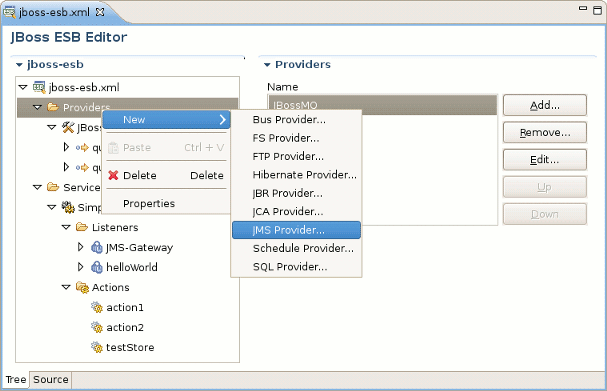 jboss-esb.xml
JBoss ESB Editor
jboss-esb
jboss-esb.xml
Providers
JBoss
qu
qu
Service
Simp
Listeners
JMS-Gateway
helloWorld
Actions
action1
action2
testStore
New
Paste Ctrl + V
Delete Delete
Properties
Bus Provider...
FS Provider...
FTP Provider...
Hibernate Provider...
JBR Provider...
JCA Provider...
JMS Provider...
Schedule Provider...
SQL Provider...
Providers
Name
JBossMQ
Add...
Remove...
Edit...
Up
Down
Tree Source